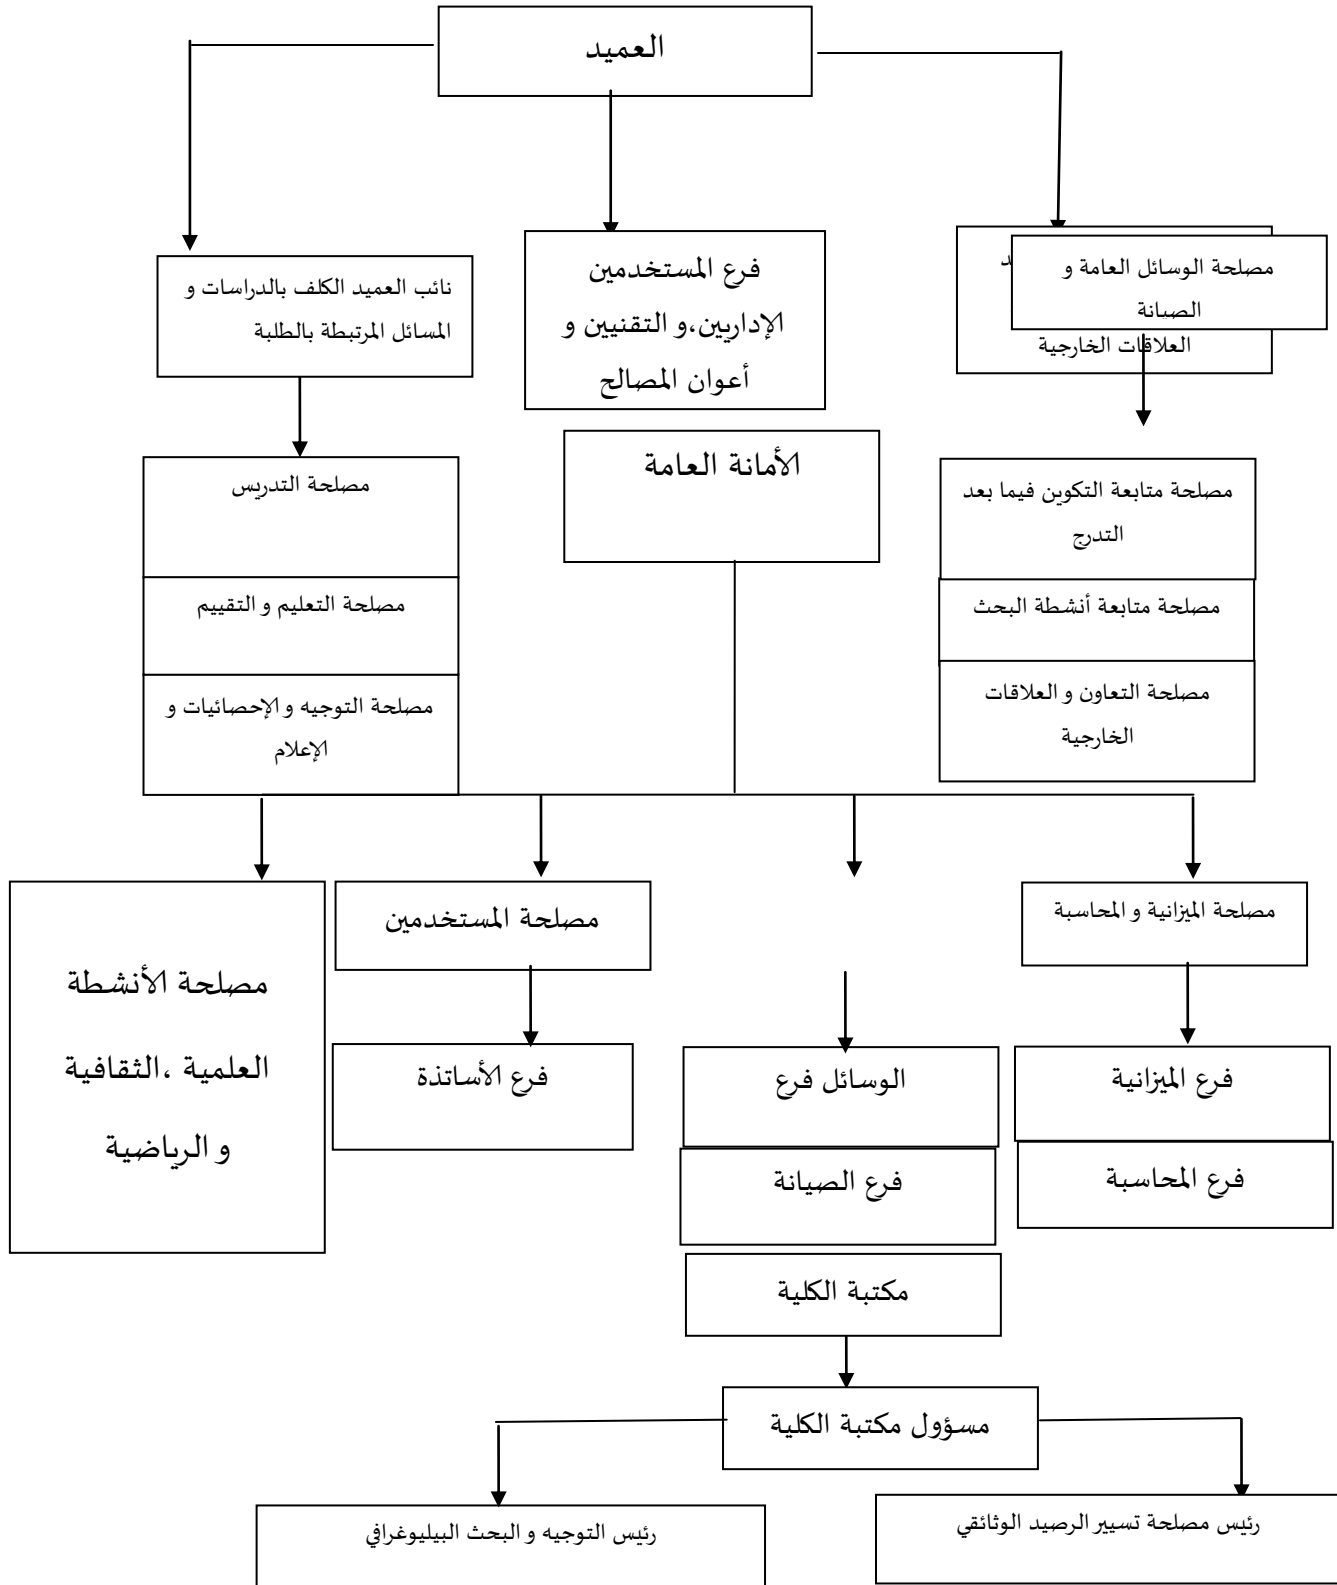 العميد
مصلحة الوسائل العامة و
الصيانة
العلاقات الخارجية
فرع المستخدمين
الإداريين،و التقنيين و
أعوان المصالح
نائب العميد الكلف بالدراسات و
المسائل المرتبطة بالطلبة
الأمانة العامة
مصلحة متابعة التكوين فيما بعد
التدرج
مصلحة متابعة أنشطة البحث
مصلحة التعاون و العلاقات
الخارجية
مصلحة التدريس
مصلحة التعليم و التقييم
مصلحة التوجيه و الإحصائيات و
الإعلام
مصلحة الميزانية و المحاسبة
مصلحة المستخدمين
مصلحة الأنشطة
العلمية ،الثقافية
و الرياضية
فرع الميزانية
فرع المحاسبة
الوسائل فرع
فرع الصيانة
فرع الأساتذة
مكتبة الكلية
مسؤول مكتبة الكلية
رئيس مصلحة تسيير الرصيد الوثائقي
رئيس التوجيه و البحث البيليوغرافي